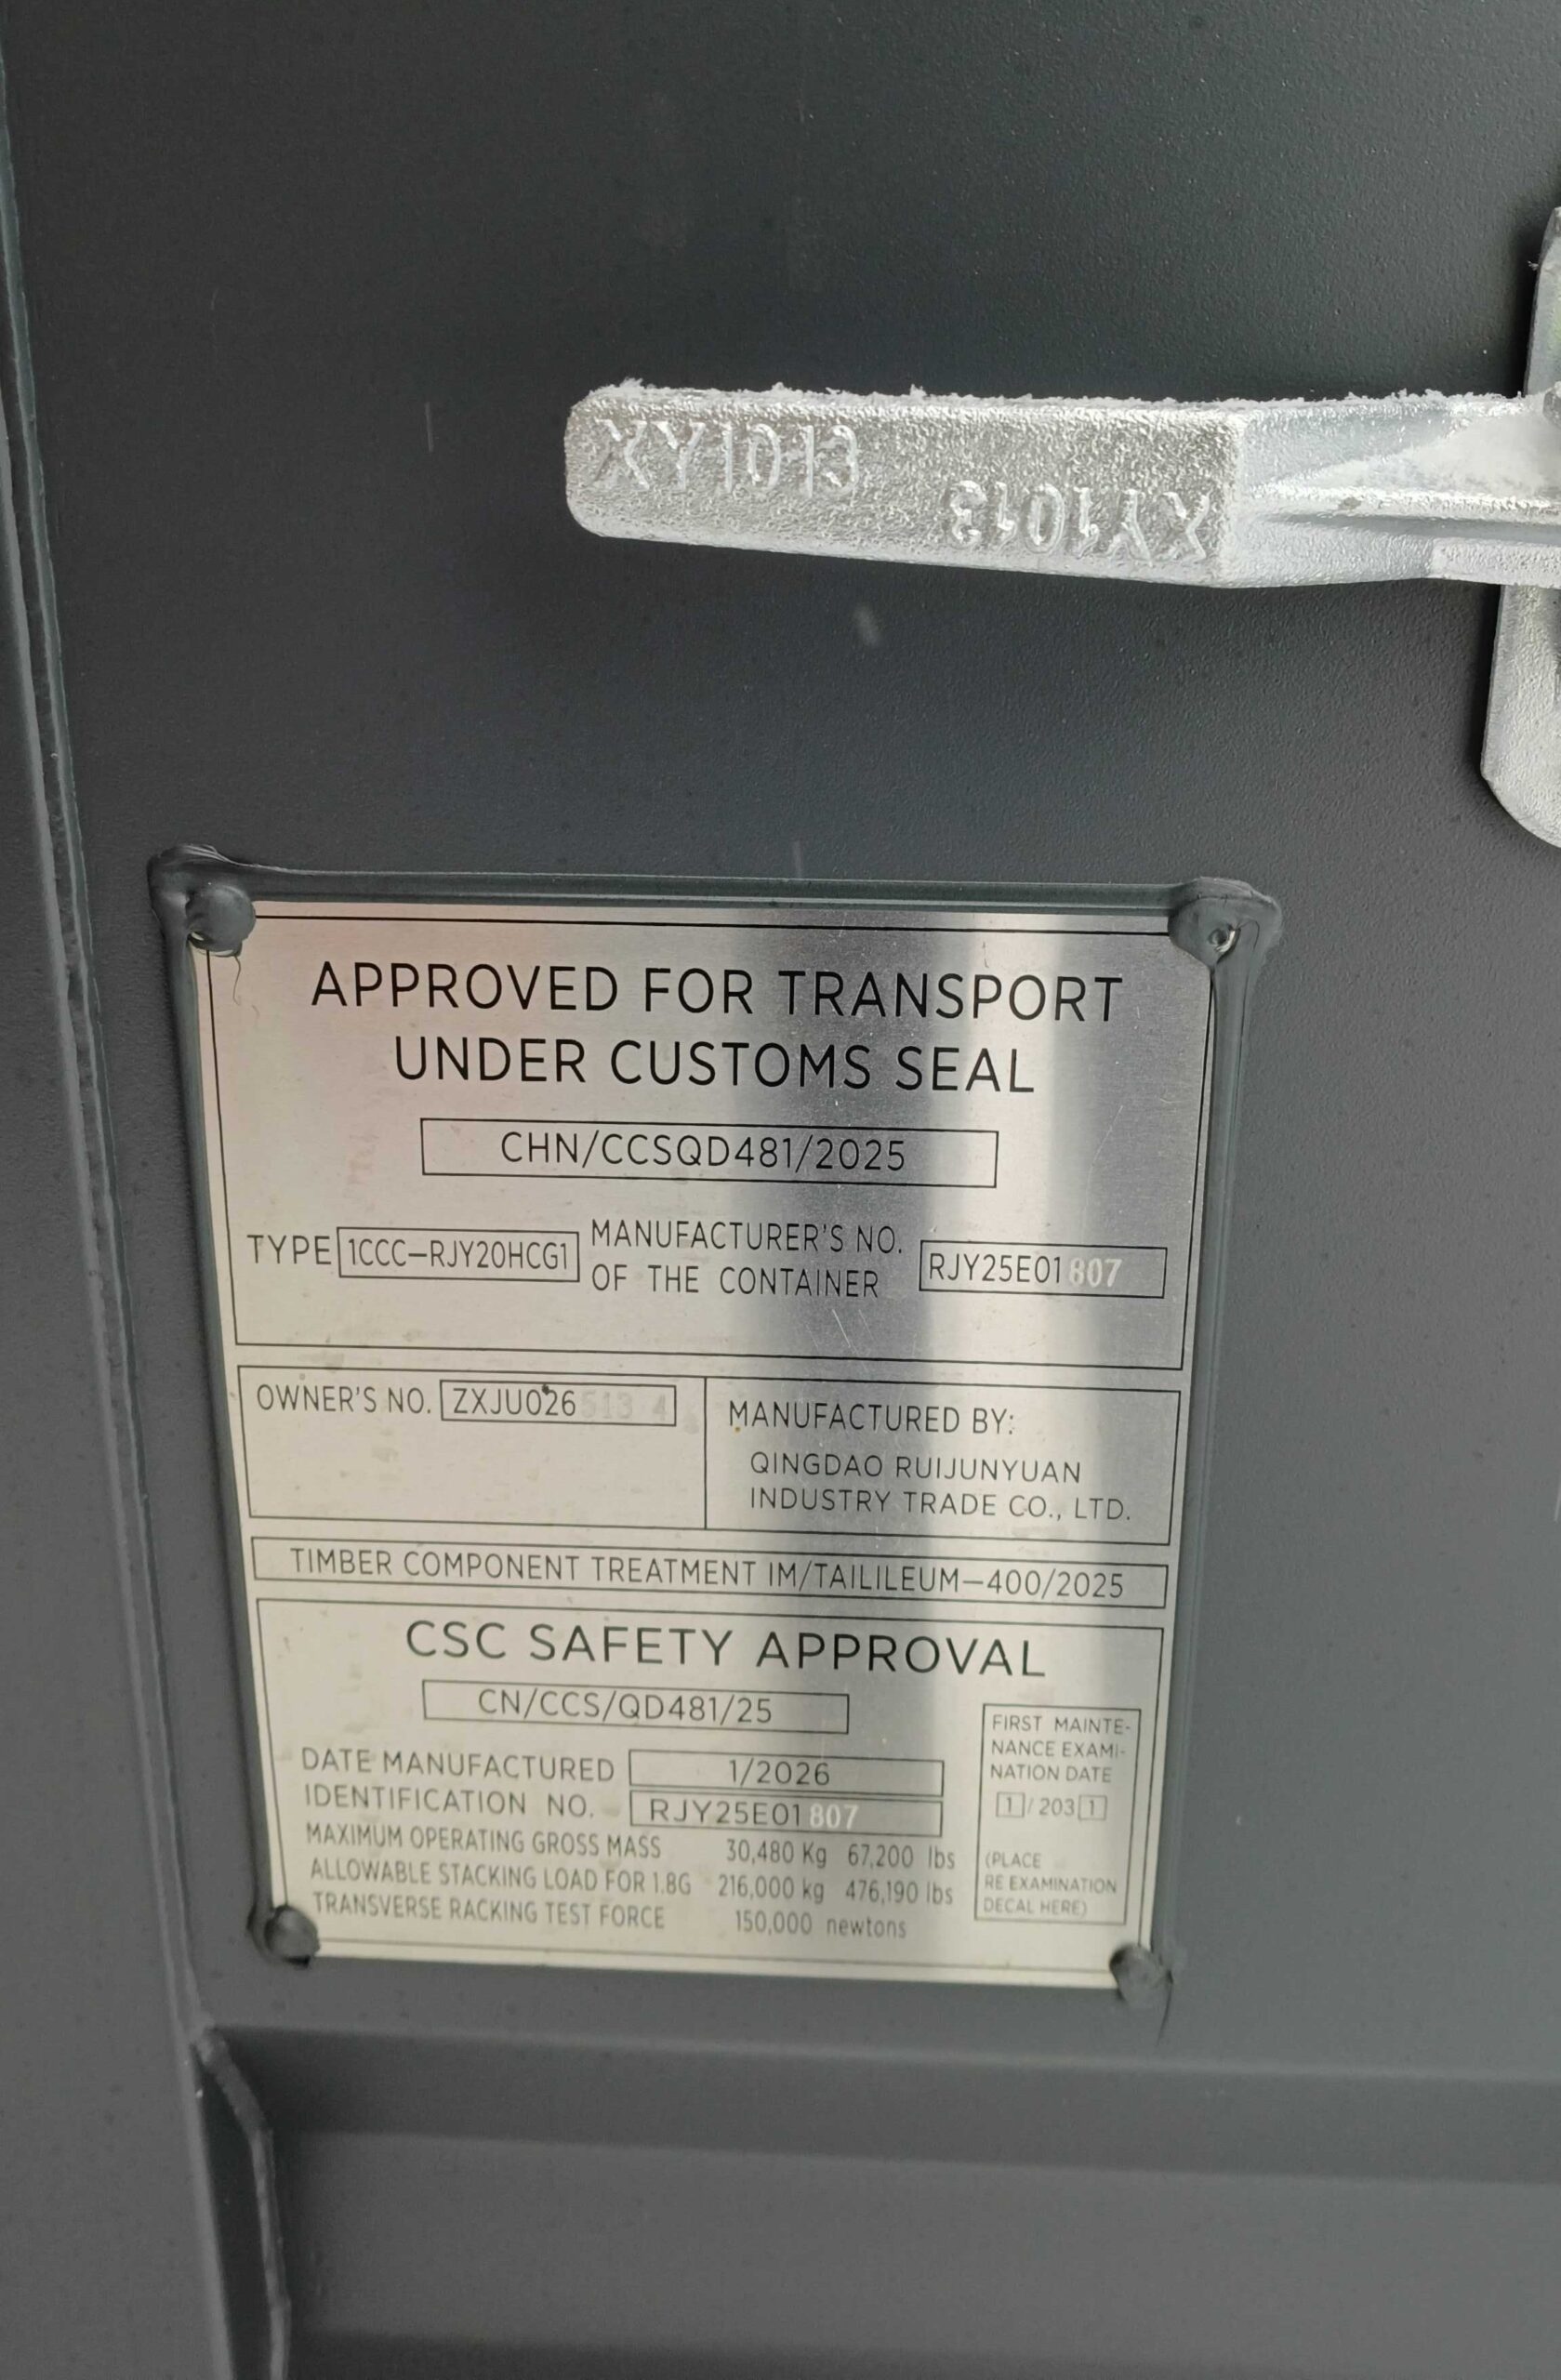 XY1013
XY1013
APPROVED FOR TRANSPORT
UNDER CUSTOMS SEAL
CHN/CCSQD481/2025
TYPE 1CCC-RJY20HCG1 MANUFACTURER'S NO. OF THE CONTAINER RJY25E01807
OWNER'S NO. ZXJU026513 4
MANUFACTURED BY:
QINGDAO RUIJUNYUAN
INDUSTRY TRADE CO., LTD.
TIMBER COMPONENT TREATMENT IM/TAILILEUM-400/2025
CSC SAFETY APPROVAL
CN/CCS/QD481/25
DATE MANUFACTURED 1/2026
IDENTIFICATION NO. RJY25E01807
MAXIMUM OPERATING GROSS MASS 30,480 Kg 67,200 lbs
ALLOWABLE STACKING LOAD FOR 1.8G 216,000 kg 476,190 lbs
TRANSVERSE RACKING TEST FORCE 150,000 newtons
FIRST MAINTE-
NANCE EXAMI-
NATION DATE
1/2031
(PLACE
RE EXAMINATION
DECAL HERE)